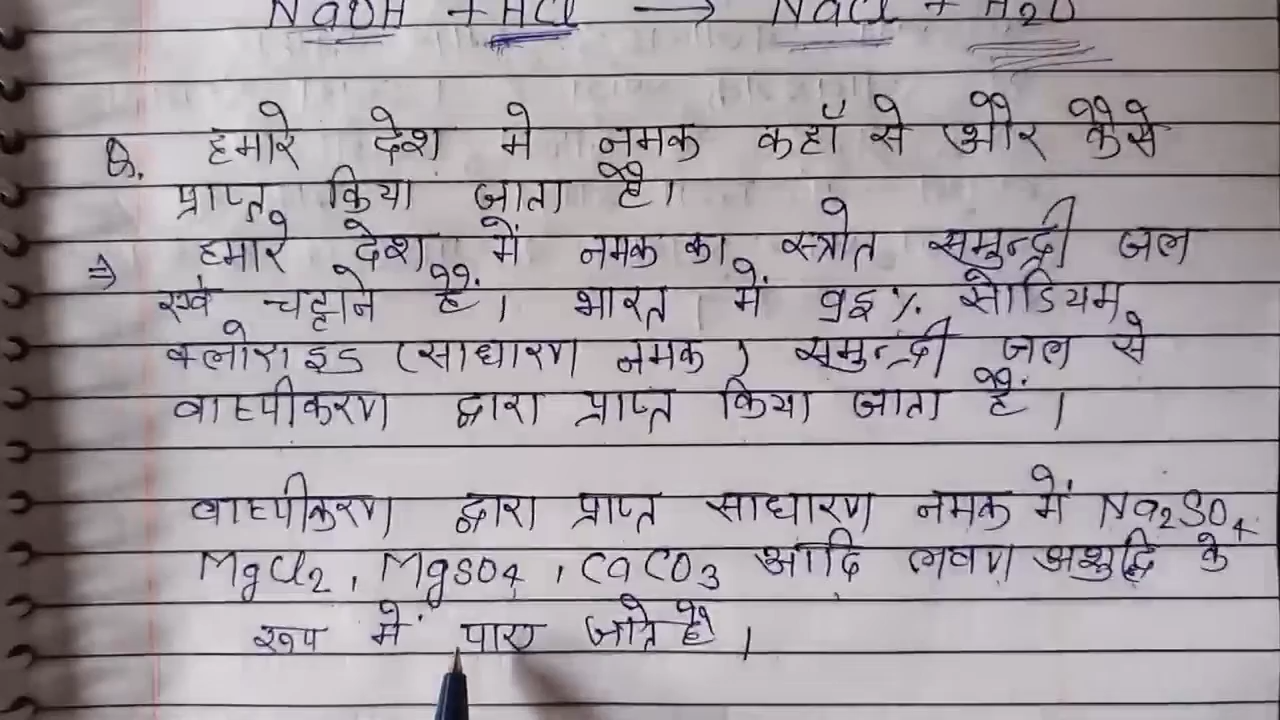 NaOH + HCl → NaCl + H2O
Q. हमारे देश मे नमक कहाँ से और कैसे
प्राप्त किया जाता है।
⇒ हमारे देश में नमक का स्त्रोत समुन्द्री जल
एवं चट्टाने हैं। भारत में 95% सोडियम
क्लोराइड (साधारण नमक) समुन्द्री जल से
वाष्पीकरण द्वारा प्राप्त किया जाता हैं।
वाष्पीकरण द्वारा प्राप्त साधारण नमक में Na2SO4
MgCl2, MgSO4, CaCO3 आदि लवण अशुद्धि के
रूप में पाए जाते है।